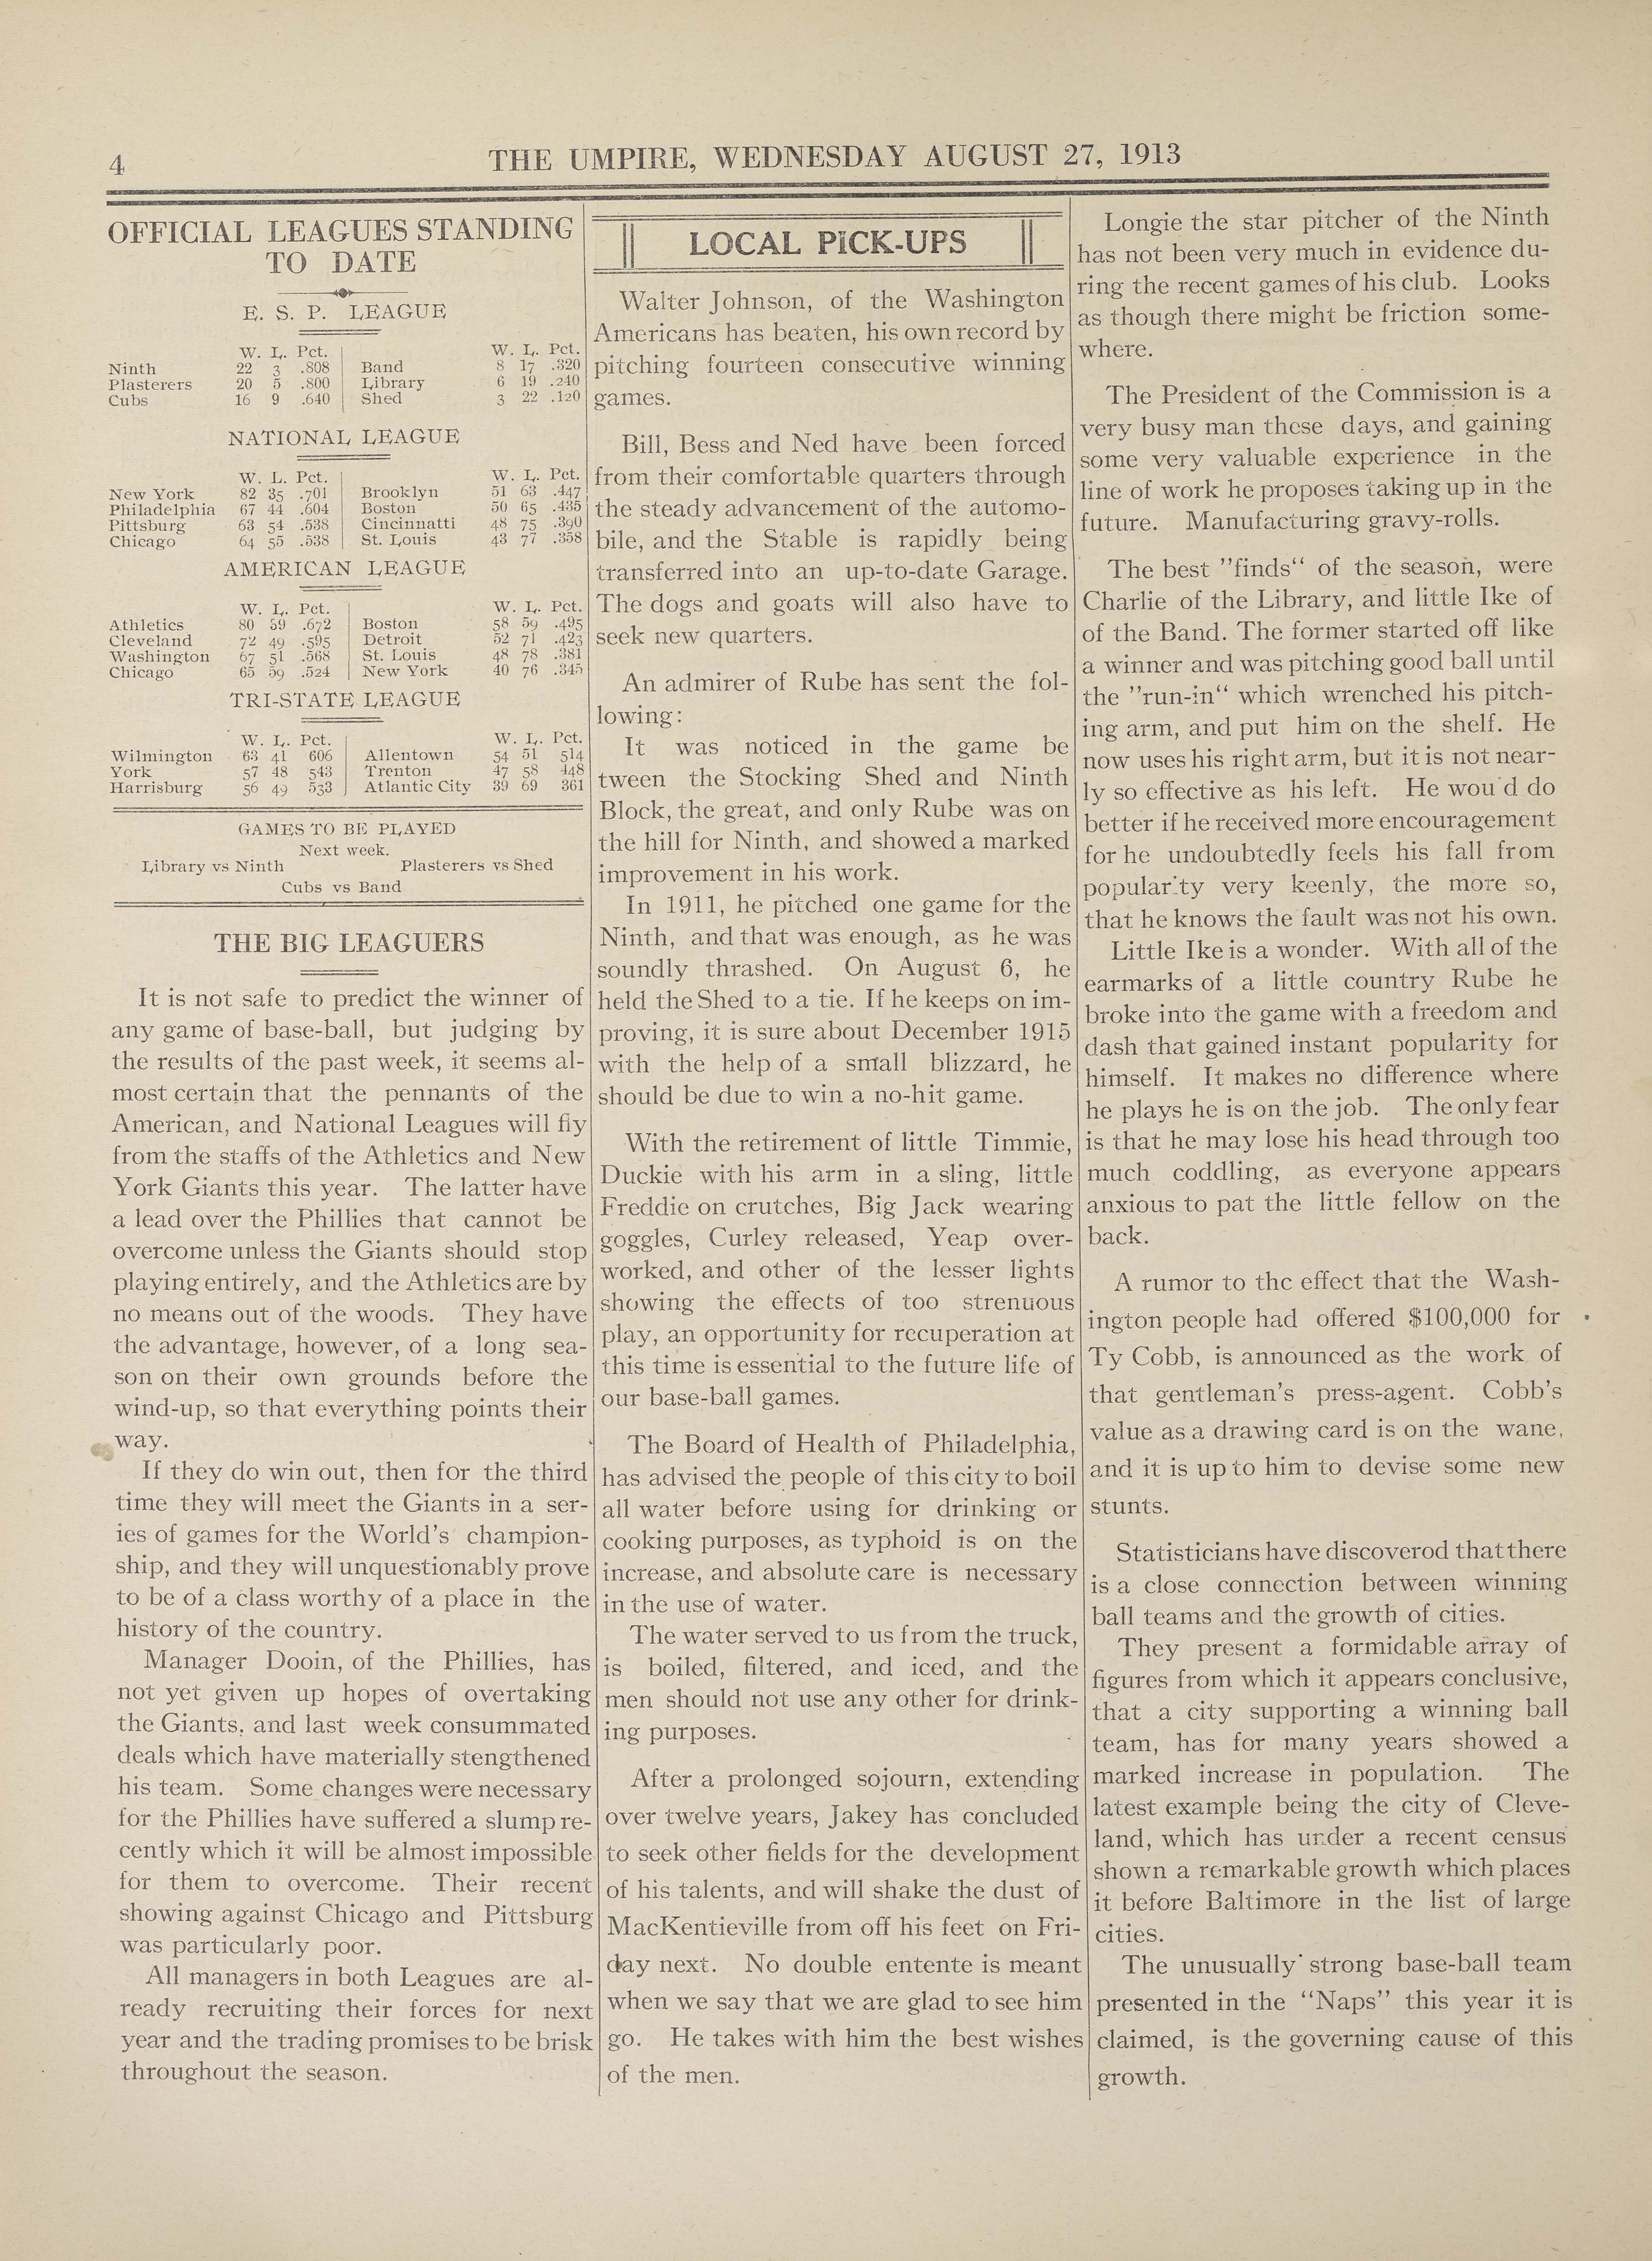 4
THE UMPIRE, WEDNESDAY AUGUST 27, 1913
OFFICIAL LEAGUES STANDING
TO DATE
E. S. P. LEAGUE
W. L. Pct. W. L. Pct.
Ninth 22 3 .808 Band 8 17 .320
Plasterers 20 5 .800 Library 6 19 .240
Cubs 16 9 .640 Shed 3 22 .120
NATIONAL LEAGUE
W. L. Pct. W. L. Pct.
New York 82 35 .701 Brooklyn 51 63 .447
Philadelphia 67 44 .604 Boston 50 65 .435
Pittsburg 63 54 .538 Cincinnatti 48 75 .390
Chicago 64 55 .538 St. Louis 43 77 .358
AMERICAN LEAGUE
W. L. Pct. W. L. Pct.
Athletics 80 39 .672 Boston 58 59 .495
Cleveland 72 49 .595 Detroit 52 71 .423
Washington 67 51 .568 St. Louis 48 78 .381
Chicago 65 59 .524 New York 40 76 .345
TRI-STATE LEAGUE
W. L. Pct. W. L. Pct.
Wilmington 63 41 606 Allentown 54 51 514
York 57 48 543 Trenton 47 58 448
Harrisburg 56 49 533 Atlantic City 39 69 361
GAMES TO BE PLAYED
Next week.
Library vs Ninth Plasterers vs Shed
Cubs vs Band
THE BIG LEAGUERS
It is not safe to predict the winner of
any game of base-ball, but judging by
the results of the past week, it seems al-
most certain that the pennants of the
American, and National Leagues will fly
from the staffs of the Athletics and New
York Giants this year. The latter have
a lead over the Phillies that cannot be
overcome unless the Giants should stop
playing entirely, and the Athletics are by
no means out of the woods. They have
the advantage, however, of a long sea-
son on their own grounds before the
wind-up, so that everything points their
way.
If they do win out, then for the third
time they will meet the Giants in a ser-
ies of games for the World's champion-
ship, and they will unquestionably prove
to be of a class worthy of a place in the
history of the country.
Manager Dooin, of the Phillies, has
not yet given up hopes of overtaking
the Giants. and last week consummated
deals which have materially stengthened
his team. Some changes were necessary
for the Phillies have suffered a slump re-
cently which it will be almost impossible
for them to overcome. Their recent
showing against Chicago and Pittsburg
was particularly poor.
All managers in both Leagues are al-
ready recruiting their forces for next
year and the trading promises to be brisk
throughout the season.
LOCAL PICK-UPS
Walter Johnson, of the Washington
Americans has beaten, his own record by
pitching fourteen consecutive winning
games.
Bill, Bess and Ned have been forced
from their comfortable quarters through
the steady advancement of the automo-
bile, and the Stable is rapidly being
transferred into an up-to-date Garage.
The dogs and goats will also have to
seek new quarters.
An admirer of Rube has sent the fol-
lowing:
It was noticed in the game be
tween the Stocking Shed and Ninth
Block, the great, and only Rube was on
the hill for Ninth, and showed a marked
improvement in his work.
In 1911, he pitched one game for the
Ninth, and that was enough, as he was
soundly thrashed. On August 6, he
held the Shed to a tie. If he keeps on im-
proving, it is sure about December 1915
with the help of a small blizzard, he
should be due to win a no-hit game.
With the retirement of little Timmie,
Duckie with his arm in a sling, little
Freddie on crutches, Big Jack wearing
goggles, Curley released, Yeap over-
worked, and other of the lesser lights
showing the effects of too strenuous
play, an opportunity for recuperation at
this time is essential to the future life of
our base-ball games.
The Board of Health of Philadelphia,
has advised the people of this city to boil
all water before using for drinking or
cooking purposes, as typhoid is on the
increase, and absolute care is necessary
in the use of water.
The water served to us from the truck,
is boiled, filtered, and iced, and the
men should not use any other for drink-
ing purposes.
After a prolonged sojourn, extending
over twelve years, Jakey has concluded
to seek other fields for the development
of his talents, and will shake the dust of
MacKentieville from off his feet on Fri-
day next. No double entente is meant
when we say that we are glad to see him
go. He takes with him the best wishes
of the men.
Longie the star pitcher of the Ninth
has not been very much in evidence du-
ring the recent games of his club. Looks
as though there might be friction some-
where.
The President of the Commission is a
very busy man these days, and gaining
some very valuable experience in the
line of work he proposes taking up in the
future. Manufacturing gravy-rolls.
The best "finds" of the season, were
Charlie of the Library, and little Ike of
of the Band. The former started off like
a winner and was pitching good ball until
the "run-in" which wrenched his pitch-
ing arm, and put him on the shelf. He
now uses his right arm, but it is not near-
ly so effective as his left. He wou'd do
better if he received more encouragement
for he undoubtedly feels his fall from
popularity very keenly, the more so,
that he knows the fault was not his own.
Little Ike is a wonder. With all of the
earmarks of a little country Rube he
broke into the game with a freedom and
dash that gained instant popularity for
himself. It makes no difference where
he plays he is on the job. The only fear
is that he may lose his head through too
much coddling, as everyone appears
anxious to pat the little fellow on the
back.
A rumor to thc effect that the Wash-
ington people had offered $100,000 for
Ty Cobb, is announced as the work of
that gentleman's press-agent. Cobb's
value as a drawing card is on the wane,
and it is up to him to devise some new
stunts.
Statisticians have discoverod that there
is a close connection between winning
ball teams and the growth of cities.
They present a formidable array of
figures from which it appears conclusive,
that a city supporting a winning ball
team, has for many years showed a
marked increase in population. The
latest example being the city of Cleve-
land, which has under a recent census
shown a remarkable growth which places
it before Baltimore in the list of large
cities.
The unusually strong base-ball team
presented in the "Naps" this year it is
claimed, is the governing cause of this
growth.